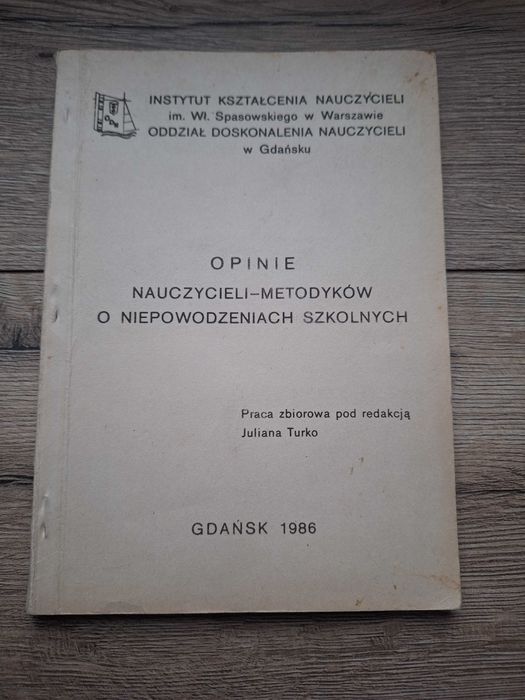 INSTYTUT KSZTAŁCENIA NAUCZYCIELI
im. Wł. Spasowskiego w Warszawie
ODDZIAŁ DOSKONALENIA NAUCZYCIELI
w Gdańsku
ODN
OPINIE
NAUCZYCIELI-METODYKÓW
O NIEPOWODZENIACH SZKOLNYCH
Praca zbiorowa pod redakcją
Juliana Turko
GDAŃSK 1986